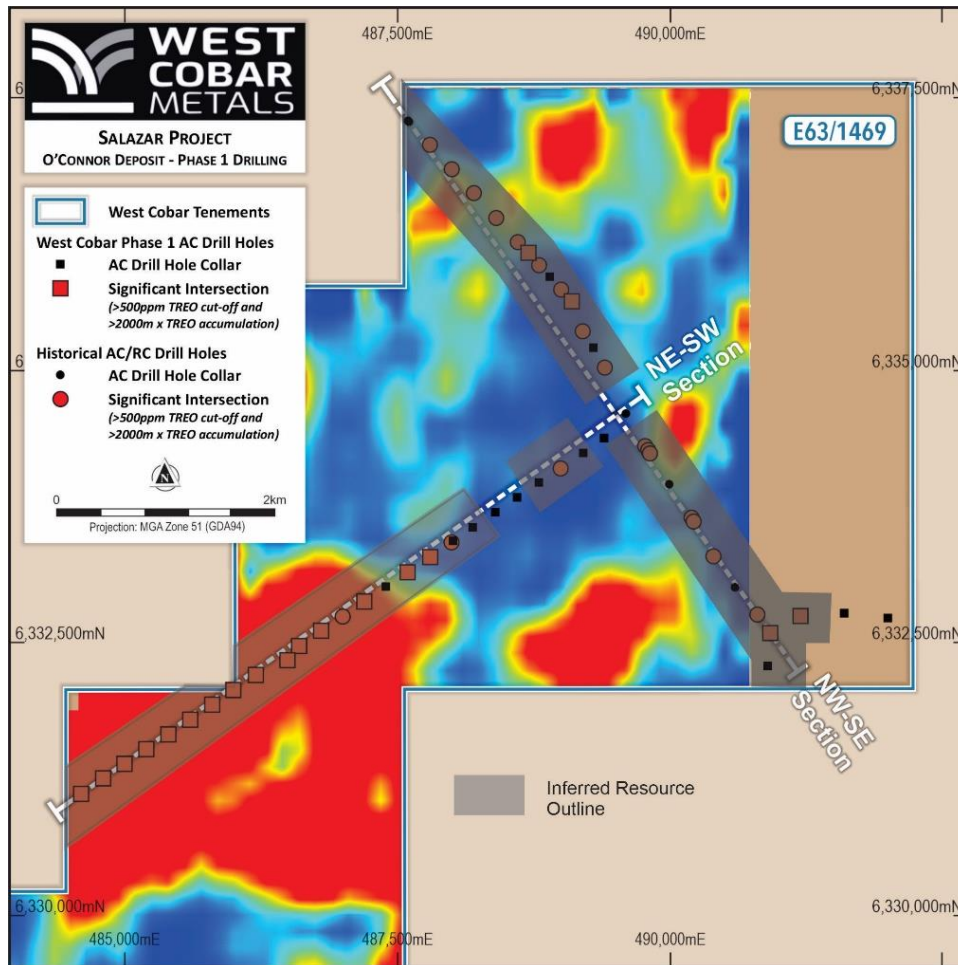 487,500mE
490,000mE
WEST
COBAR
METALS
SALAZAR PROJECT
O'CONNOR DEPOSIT - PHASE 1 DRILLING
6,337,500mN
E63/1469
West Cobar Tenements
West Cobar Phase 1 AC Drill Holes
AC Drill Hole Collar
Significant Intersection
(>500ppm TREO cut-off and
>2000m x TREO accumulation)
Historical AC/RC Drill Holes
AC Drill Hole Collar
Significant Intersection
(>500ppm TREO cut-off and
>2000m x TREO accumulation)
N
0
2km
Projection: MGA Zone 51 (GDA94)
6,335,000mN
NE-SW
Section
6,332,500mN
6,332,500mN
NW-SE
Section
Inferred Resource
Outline
6,330,000mN
6,330,000mN
485,000mE
487,500mE
490,000mE